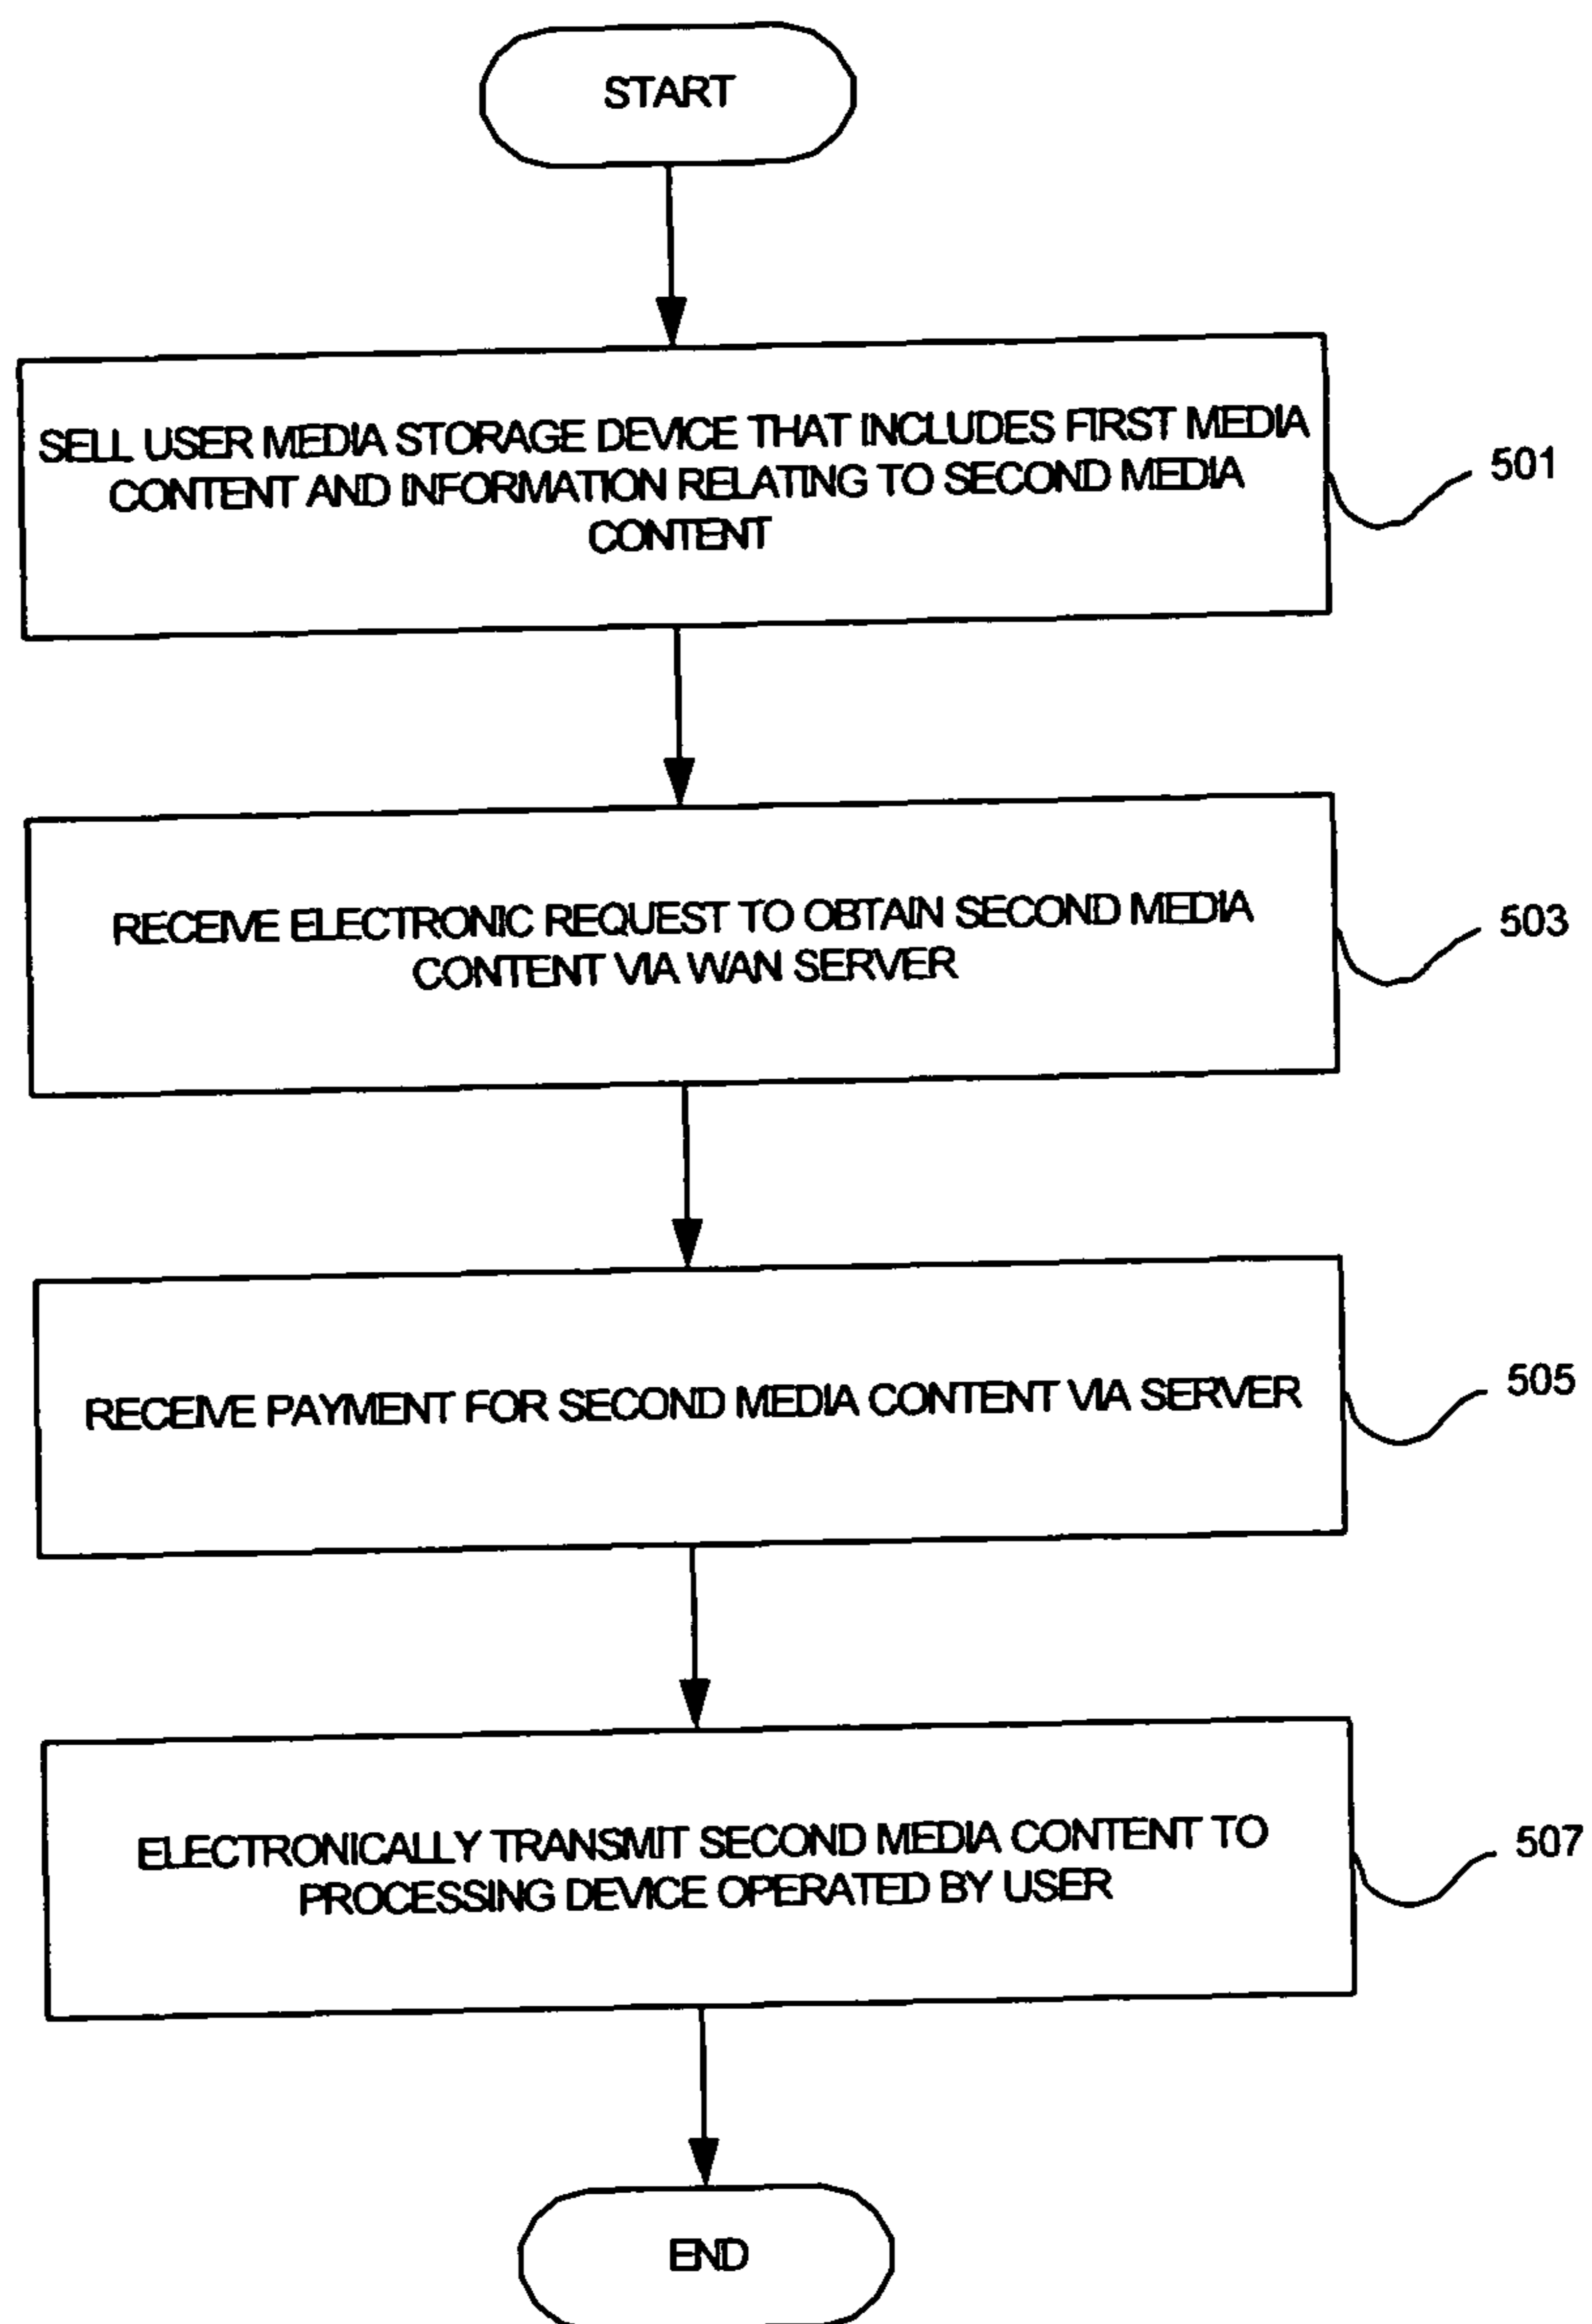 START
SELL USER MEDIA STORAGE DEVICE THAT INCLUDES FIRST MEDIA
CONTENT AND INFORMATION RELATING TO SECOND MEDIA
CONTENT
501
RECEIVE ELECTRONIC REQUEST TO OBTAIN SECOND MEDIA
CONTENT VIA WAN SERVER
503
RECEIVE PAYMENT FOR SECOND MEDIA CONTENT VIA SERVER
505
ELECTRONICALLY TRANSMIT SECOND MEDIA CONTENT TO
PROCESSING DEVICE OPERATED BY USER
507
END